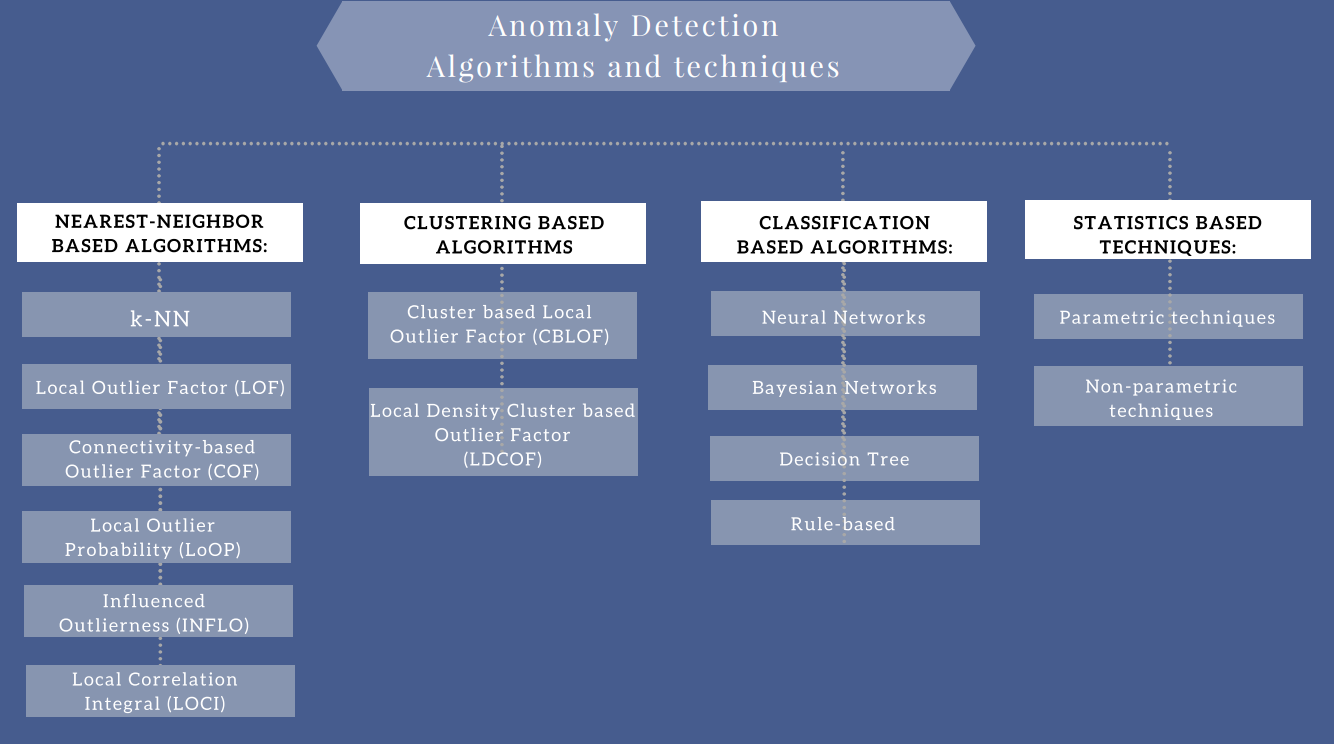 Anomaly Detection
Algorithms and techniques
NEAREST-NEIGHBOR
BASED ALGORITHMS:
k-NN
Local Outlier Factor (LOF)
Connectivity-based
Outlier Factor (COF)
Local Outlier
Probability (LoOP)
Influenced
Outlierness (INFLO)
Local Correlation
Integral (LOCI)
CLUSTERING BASED
ALGORITHMS
Cluster based Local
Outlier Factor (CBLOF)
Local Density Cluster based
Outlier Factor
(LDCOF)
CLASSIFICATION
BASED ALGORITHMS:
Neural Networks
Bayesian Networks
Decision Tree
Rule-based
STATISTICS BASED
TECHNIQUES:
Parametric techniques
Non-parametric
techniques